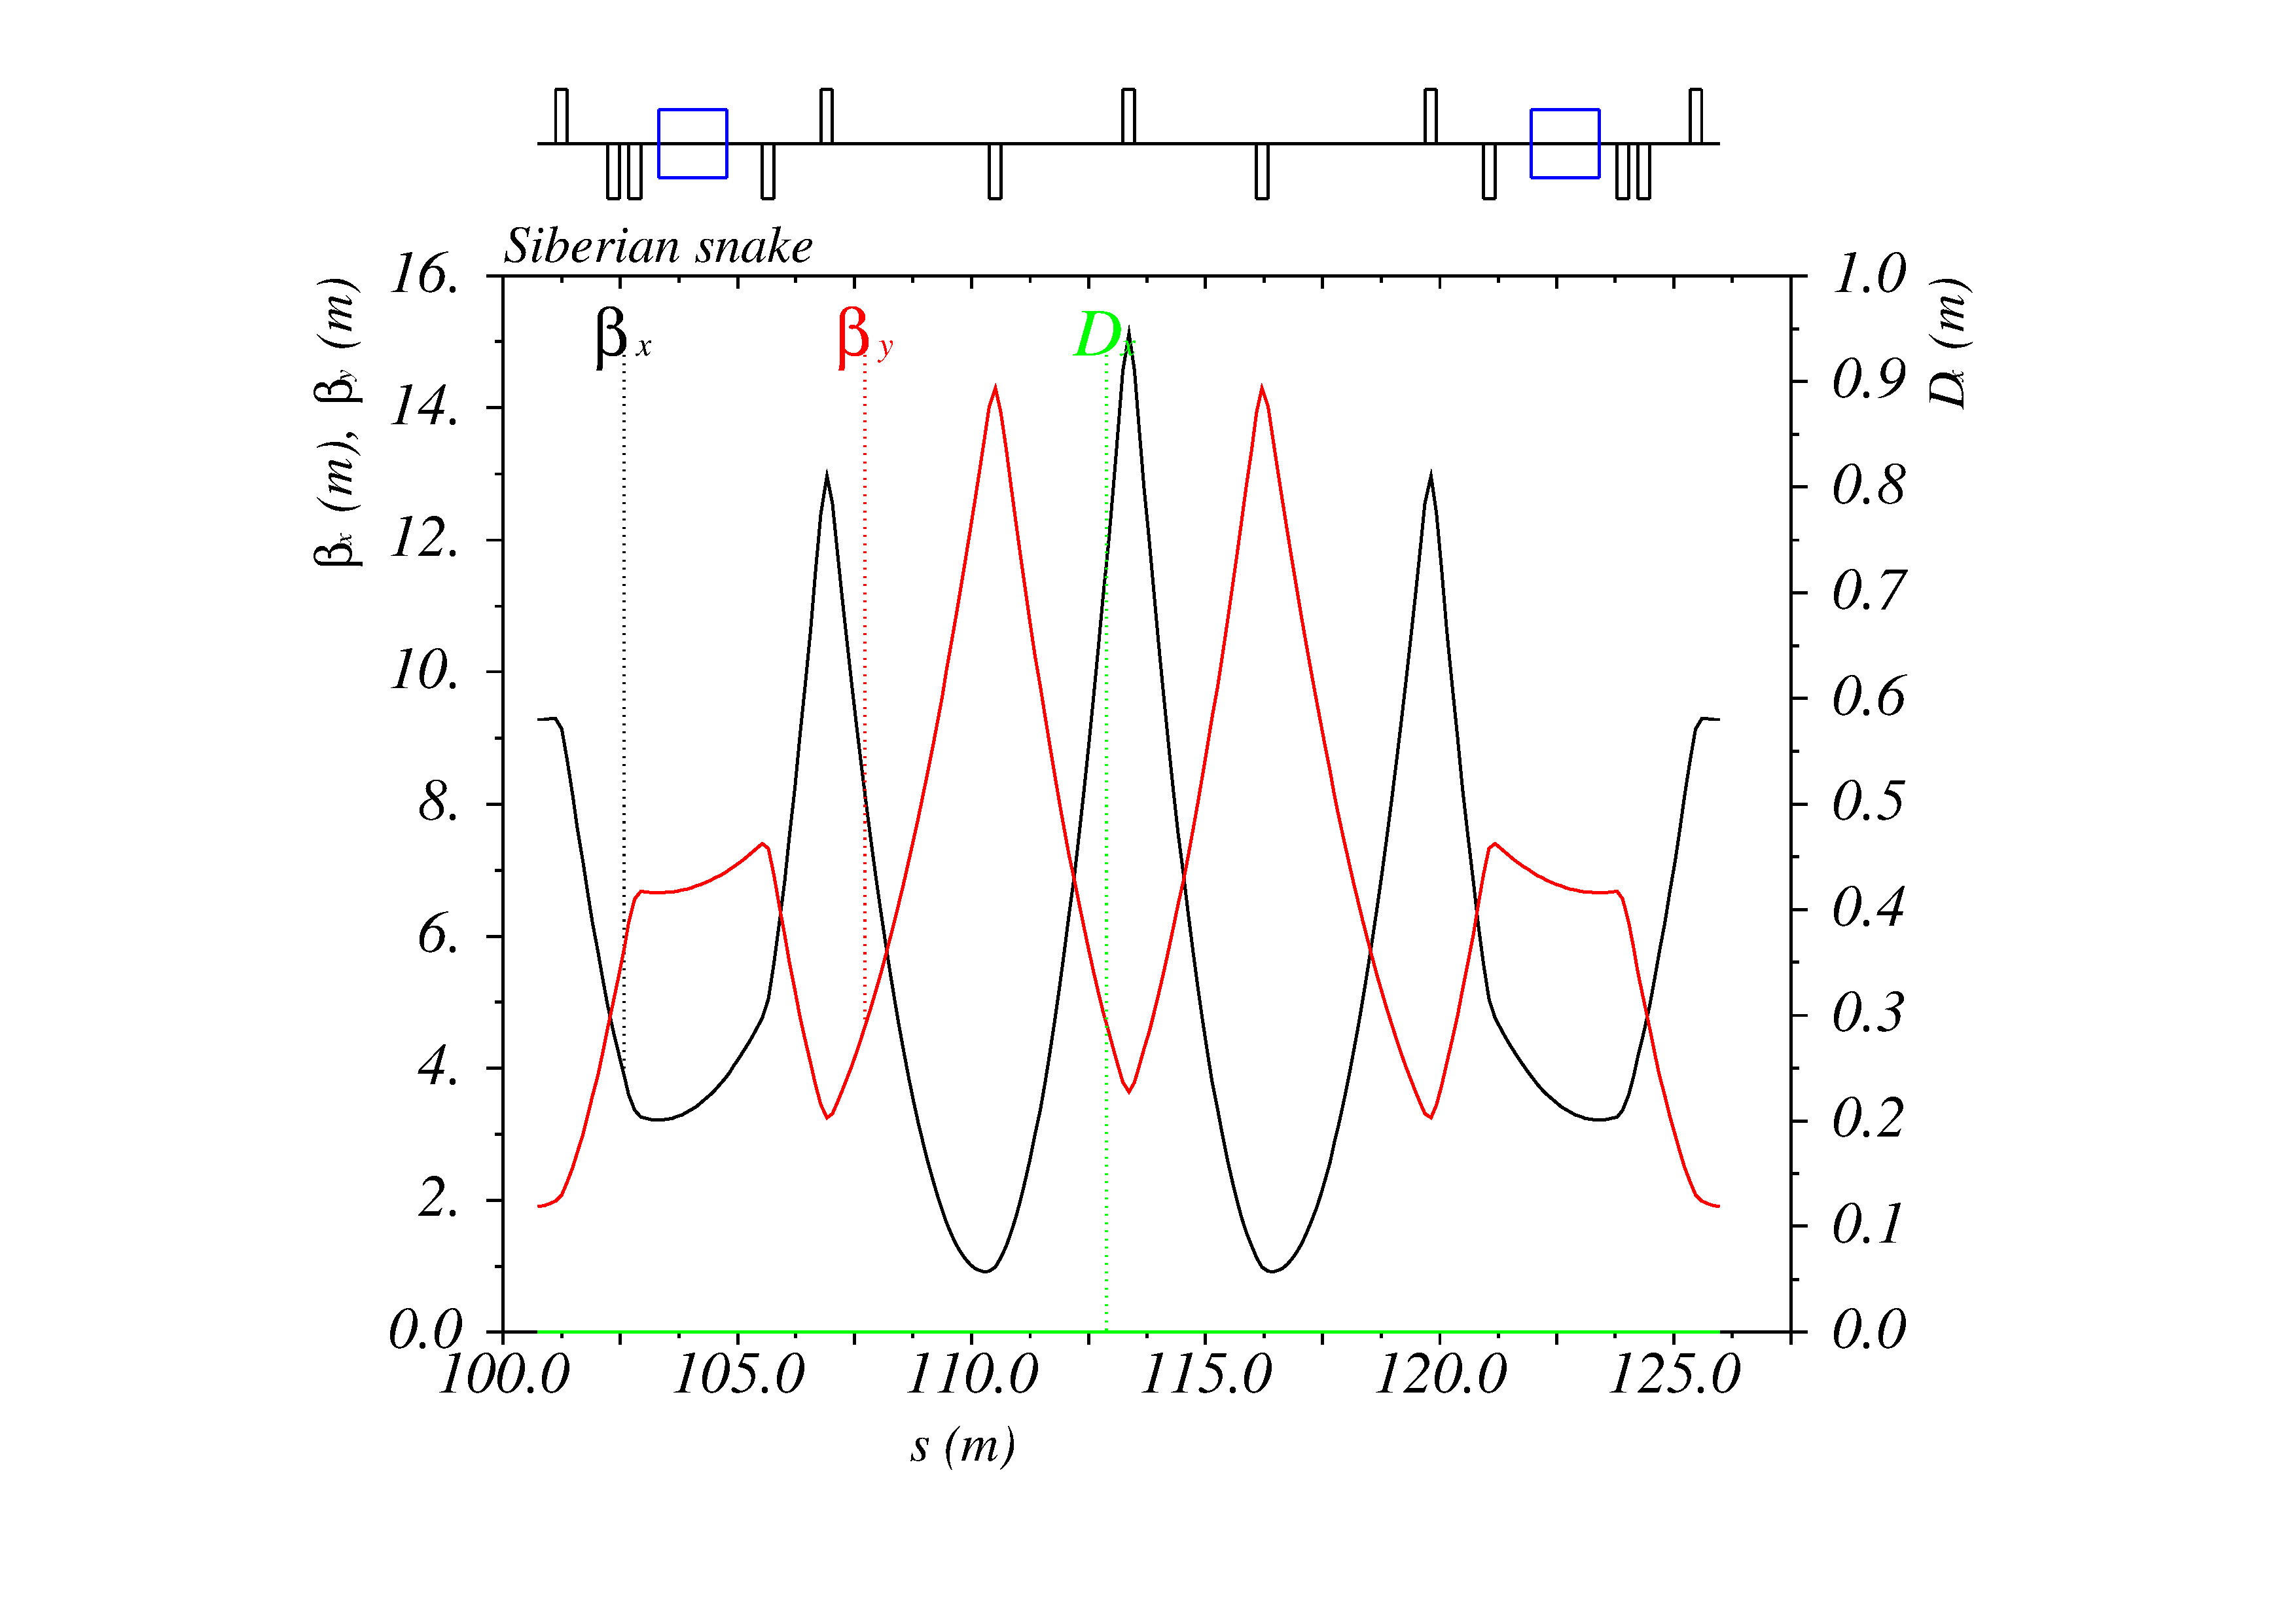 Siberian snake
βx (m), βy (m)
16.
14.
12.
10.
8.
6.
4.
2.
0.0
βx
βy
Dx
1.0
0.9
0.8
0.7
0.6
0.5
0.4
0.3
0.2
0.1
0.0
Dx (m)
100.0 105.0 110.0 115.0 120.0 125.0
s (m)